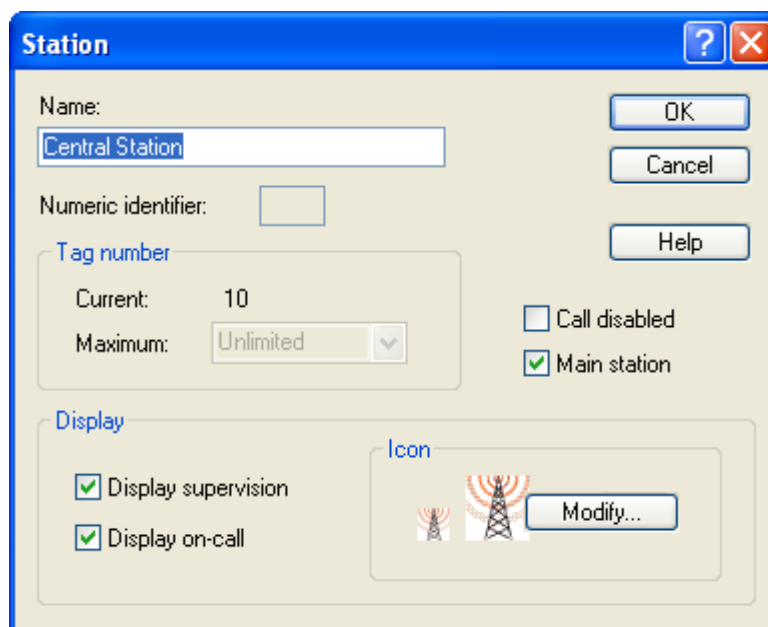 Station
Name:
OK
Central Station
Cancel
Numeric identifier:
Help
Tag number
Current: 10
Call disabled
Maximum: Unlimited
Main station
Display
Icon
Display supervision
Modify...
Display on-call